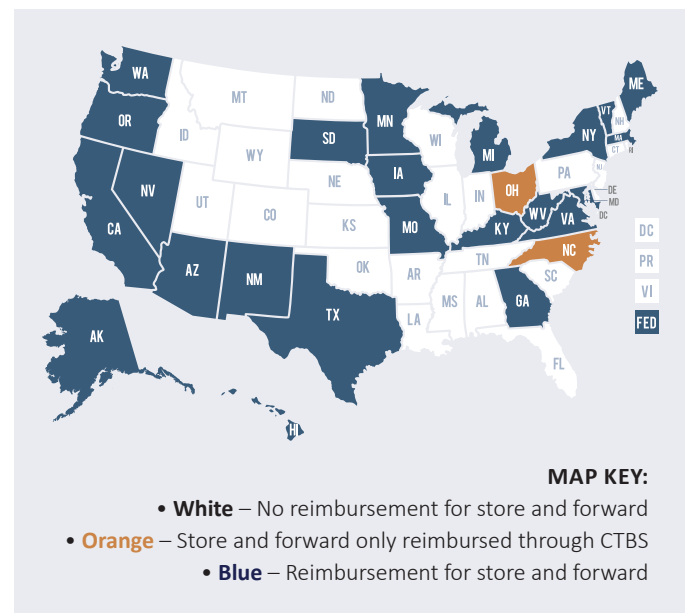 WA
MT
ND
MN
ME
OR
ID
SD
WI
VT
NH
NY
MA
WY
MI
CT
RI
IA
PA
NJ
NV
NE
UT
IL
IN
OH
DE
MD
CO
WV
VA
DC
CA
KS
MO
KY
NC
DC
AZ
NM
OK
AR
TN
SC
PR
TX
MS
AL
GA
VI
LA
FED
AK
FL
HI
MAP KEY:
• White – No reimbursement for store and forward
• Orange – Store and forward only reimbursed through CTBS
• Blue – Reimbursement for store and forward